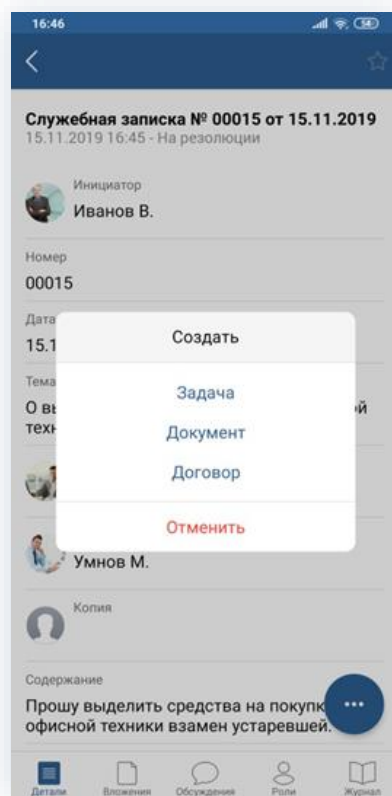 16:46
54
Служебная записка № 00015 от 15.11.2019
15.11.2019 16:45 - На резолюции
Инициатор
Иванов В.
Номер
00015
Дата
15.1
Создать
Тема
Задача
О вы
й
техн
Документ
Договор
Отменить
Умнов М.
Копия
Содержание
Прошу выделить средства на покупк
офисной техники взамен устаревшей.
Детали Вложения Обсуждения Роли Журнал